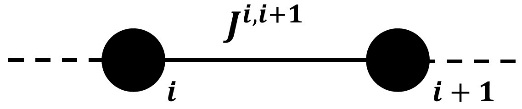 J^{i,i+1}
i
i + 1